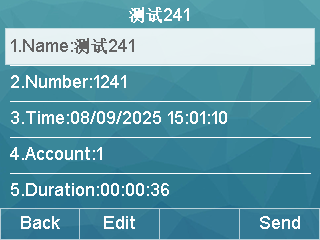 测试241
1.Name:测试241
2.Number:1241
3.Time:08/09/2025 15:01:10
4.Account:1
5.Duration:00:00:36
Back Edit Send